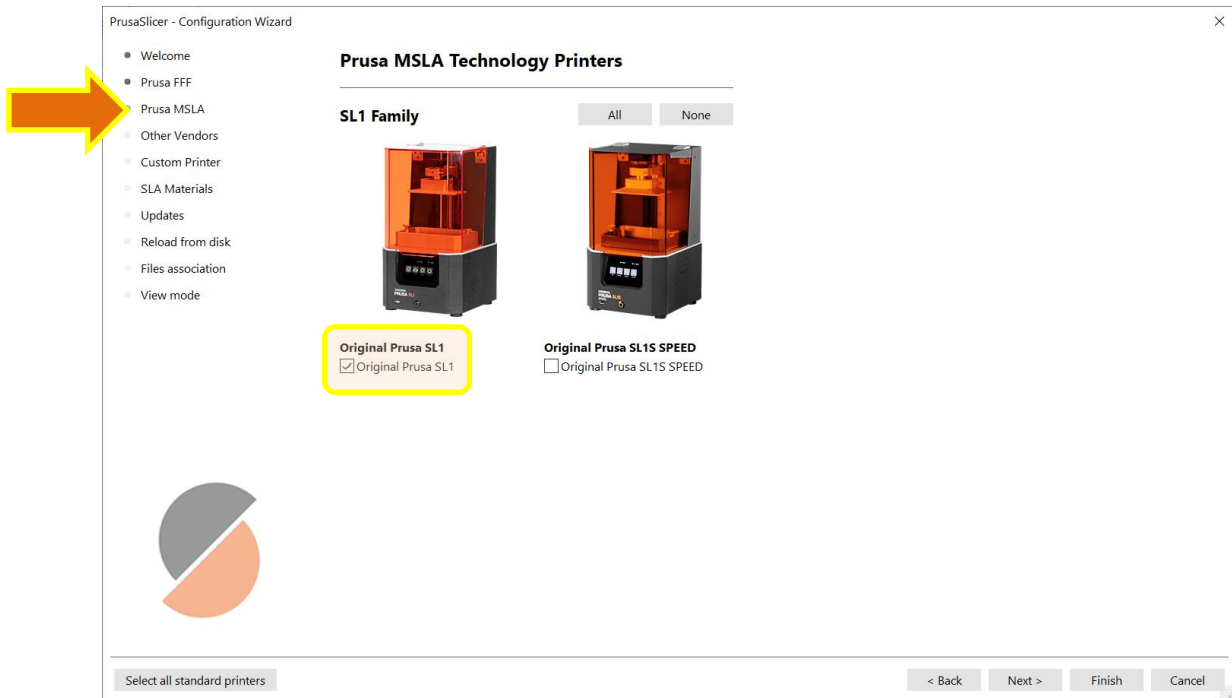 PrusaSlicer - Configuration Wizard
Welcome
Prusa FFF
Prusa MSLA
Other Vendors
Custom Printer
SLA Materials
Updates
Reload from disk
Files association
View mode
Prusa MSLA Technology Printers
SL1 Family
All
None
Original Prusa SL1
Original Prusa SL1
Original Prusa SL1S SPEED
Original Prusa SL1S SPEED
Select all standard printers
< Back
Next >
Finish
Cancel